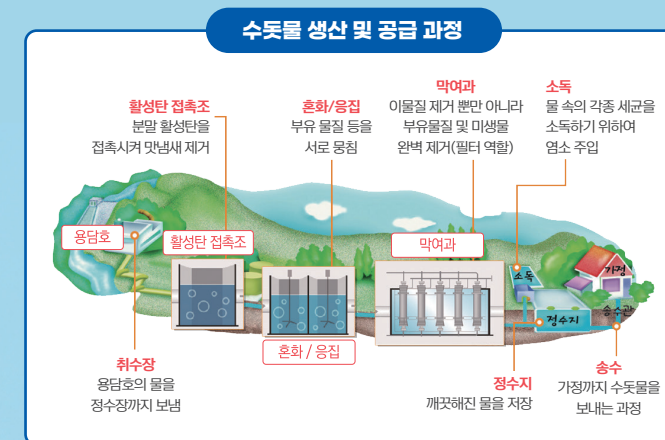 수돗물 생산 및 공급 과정
활성탄 접촉조
분말 활성탄을
접촉시켜 맛냄새 제거
혼화/응집
부유 물질 등을
서로 뭉침
막여과
이물질 제거 뿐만 아니라
부유물질 및 미생물
완벽 제거(필터 역할)
소독
물 속의 각종 세균을
소독하기 위하여
염소 주입
용담호
활성탄 접촉조
막여과
소독
가정
송수관
정수지
혼화 / 응집
취수장
용담호의 물을
정수장까지 보냄
정수지
깨끗해진 물을 저장
송수
가정까지 수돗물을
보내는 과정